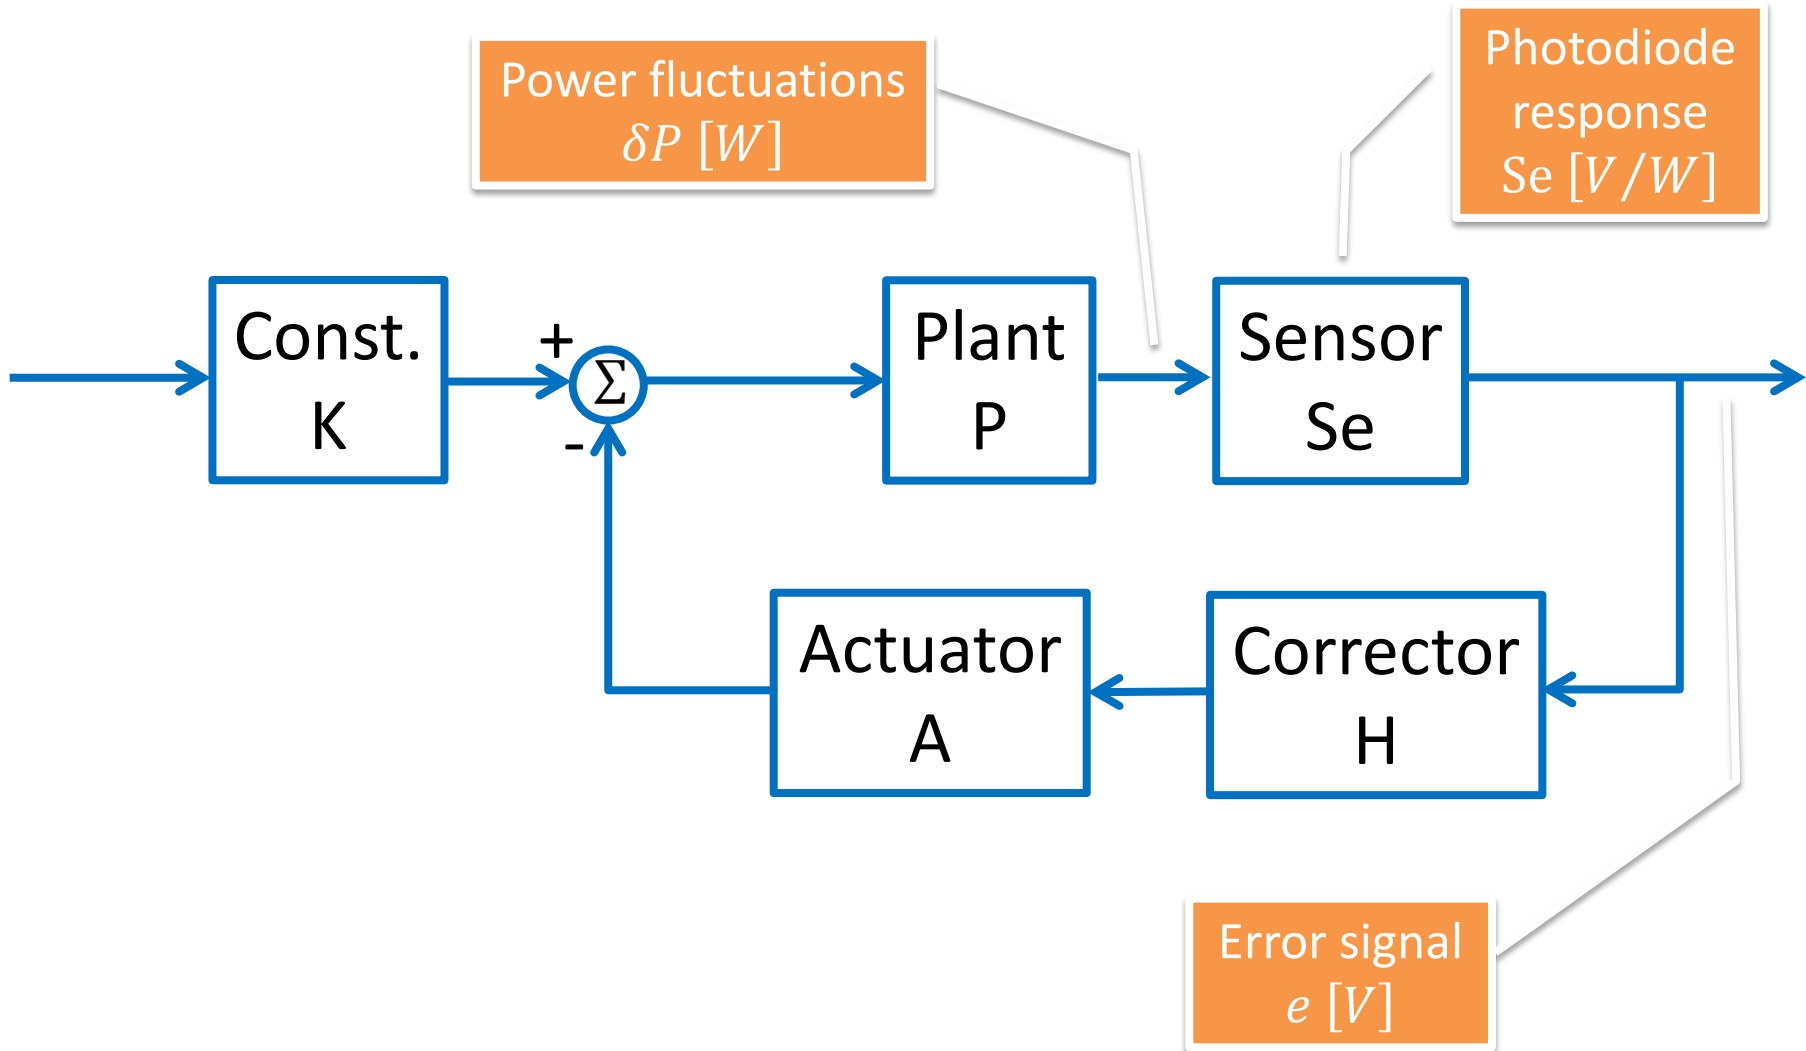 Power fluctuations
δP [W]
Photodiode
response
Se [V/W]
Const.
K
+
Σ
-
Plant
P
Sensor
Se
Actuator
A
Corrector
H
Error signal
e [V]